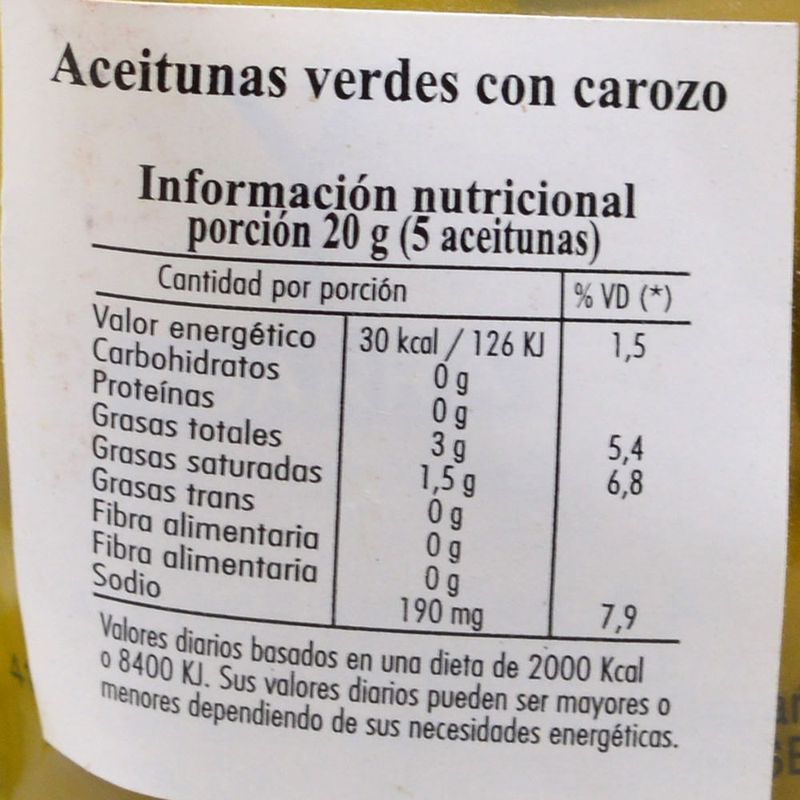 Aceitunas verdes con carozo
Información nutricional
porción 20 g (5 aceitunas)
Cantidad por porción % VD (*)
Valor energético 30 kcal / 126 KJ 1,5
Carbohidratos 0 g
Proteínas 0 g
Grasas totales 3 g 5,4
Grasas saturadas 1,5 g 6,8
Grasas trans 0 g
Fibra alimentaria 0 g
Fibra alimentaria 0 g
Sodio 190 mg 7,9
Valores diarios basados en una dieta de 2000 Kcal
o 8400 KJ. Sus valores diarios pueden ser mayores o
menores dependiendo de sus necesidades energéticas.